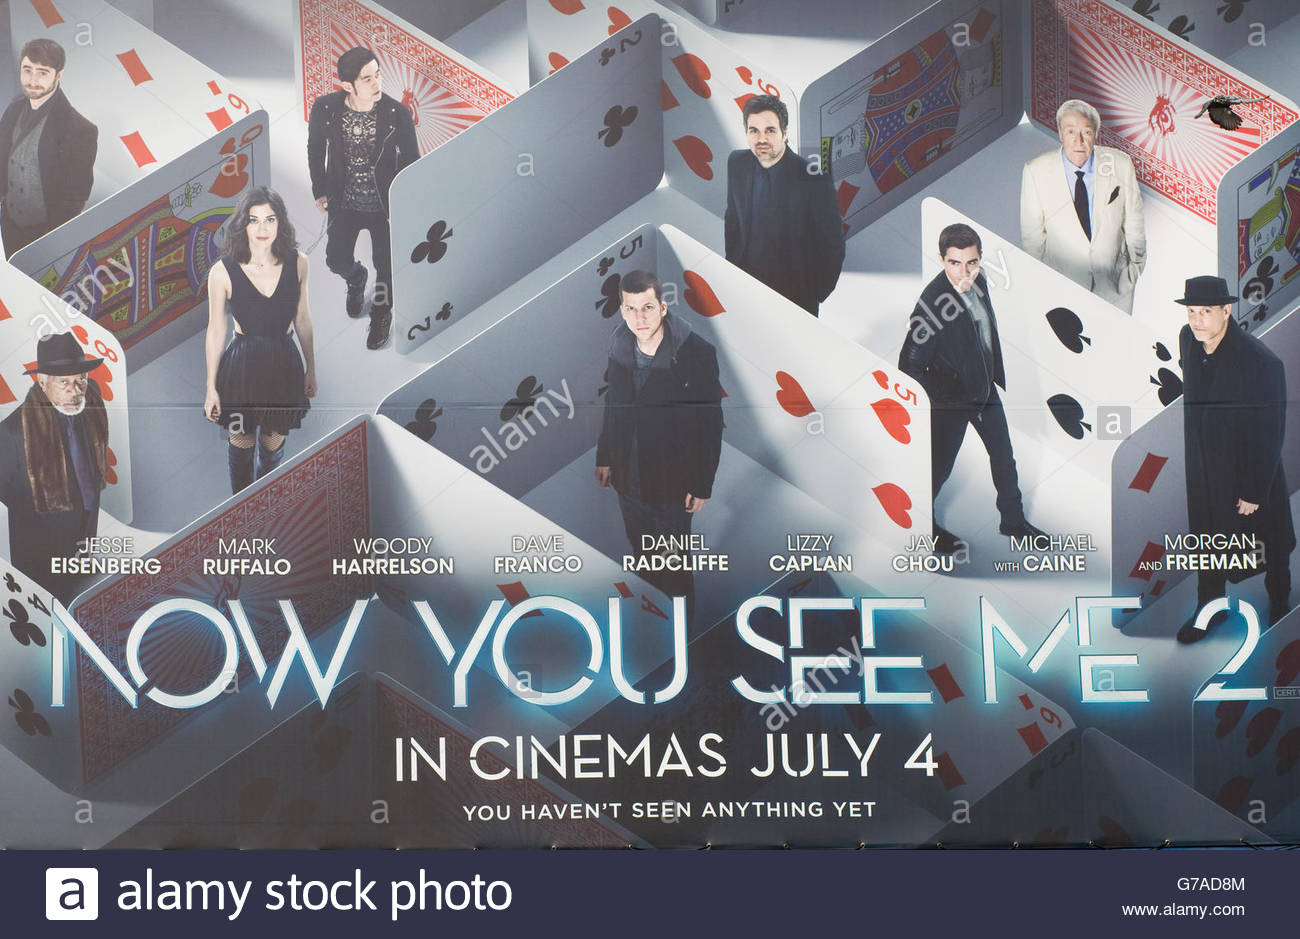 JESSE EISENBERG
MARK RUFFALO
WOODY HARRELSON
DAVE FRANCO
DANIEL RADCLIFFE
LIZZY CAPLAN
JAY CHOU
MICHAEL WITH CAINE
MORGAN AND FREEMAN
NOW YOU SEE ME 2
IN CINEMAS JULY 4
YOU HAVEN'T SEEN ANYTHING YET
a alamy stock photo
G7AD8M
www.alamy.com